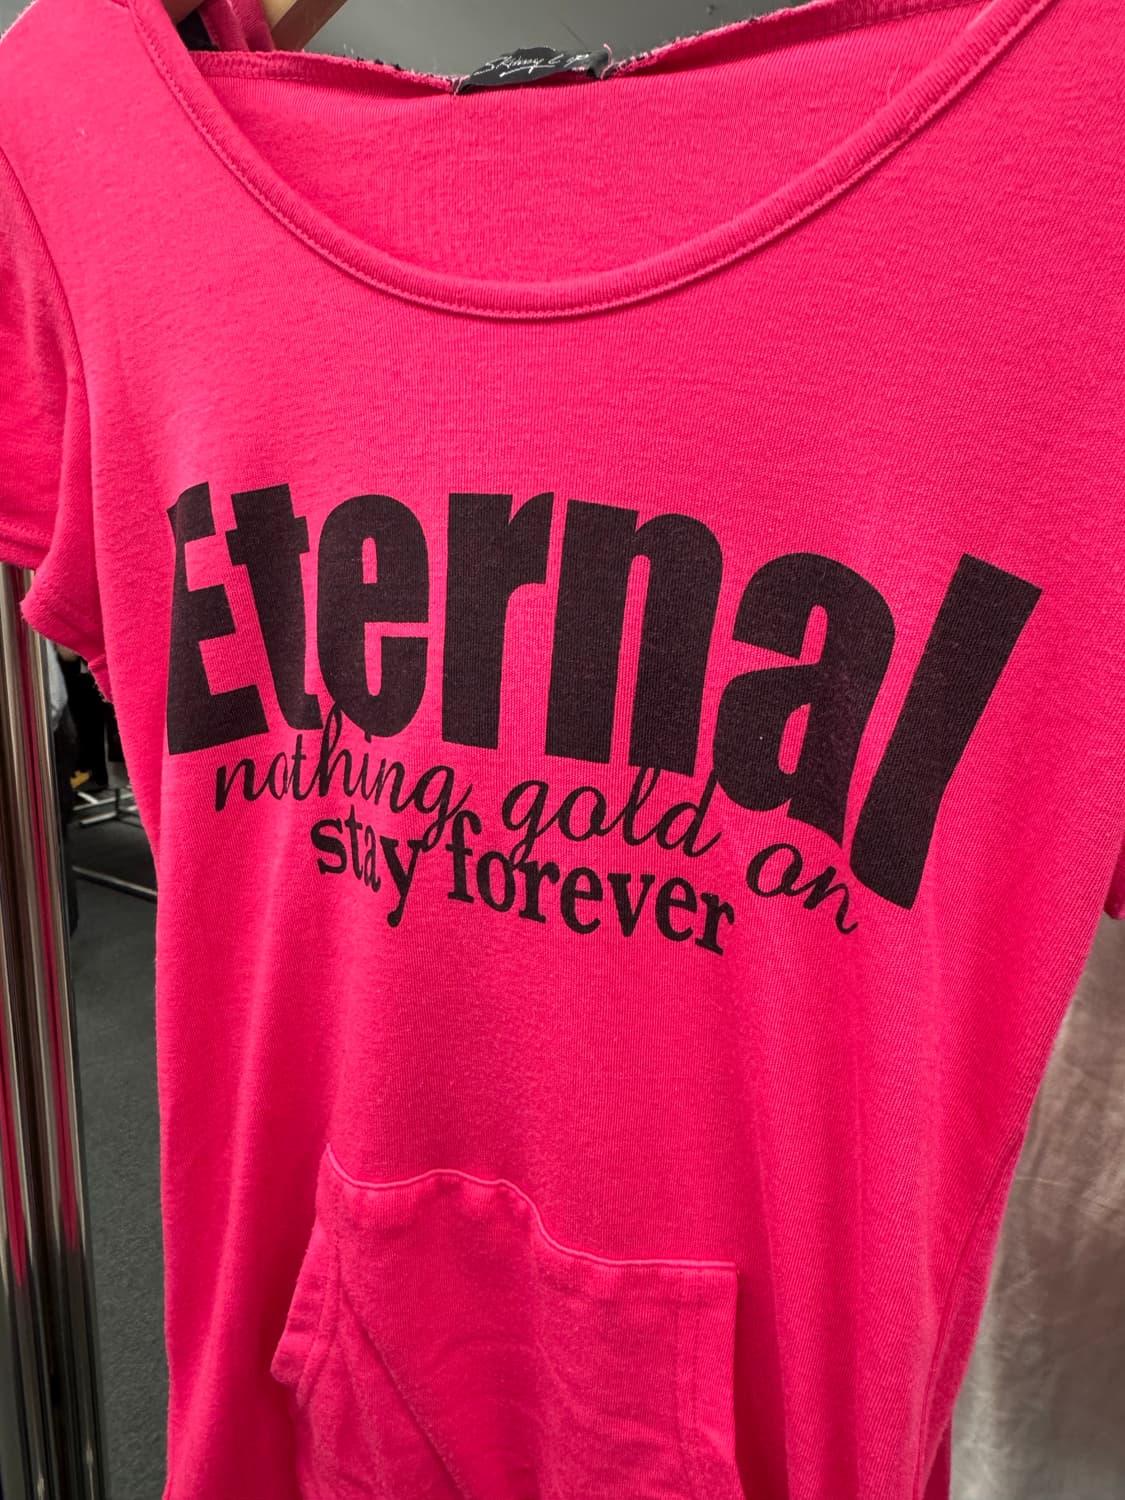 Eternal
nothing gold on
stay forever